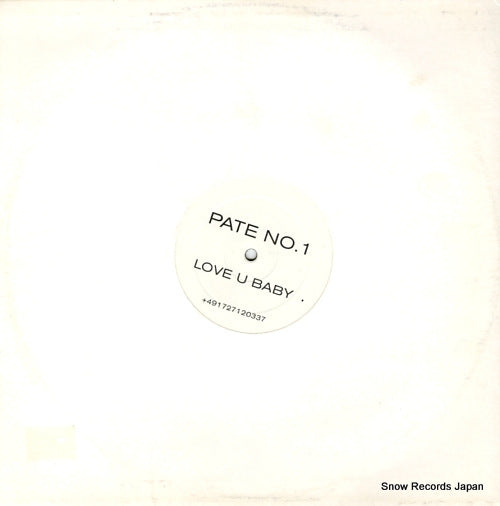 PATE NO.1
LOVE U BABY .
+491727120337
Snow Records Japan